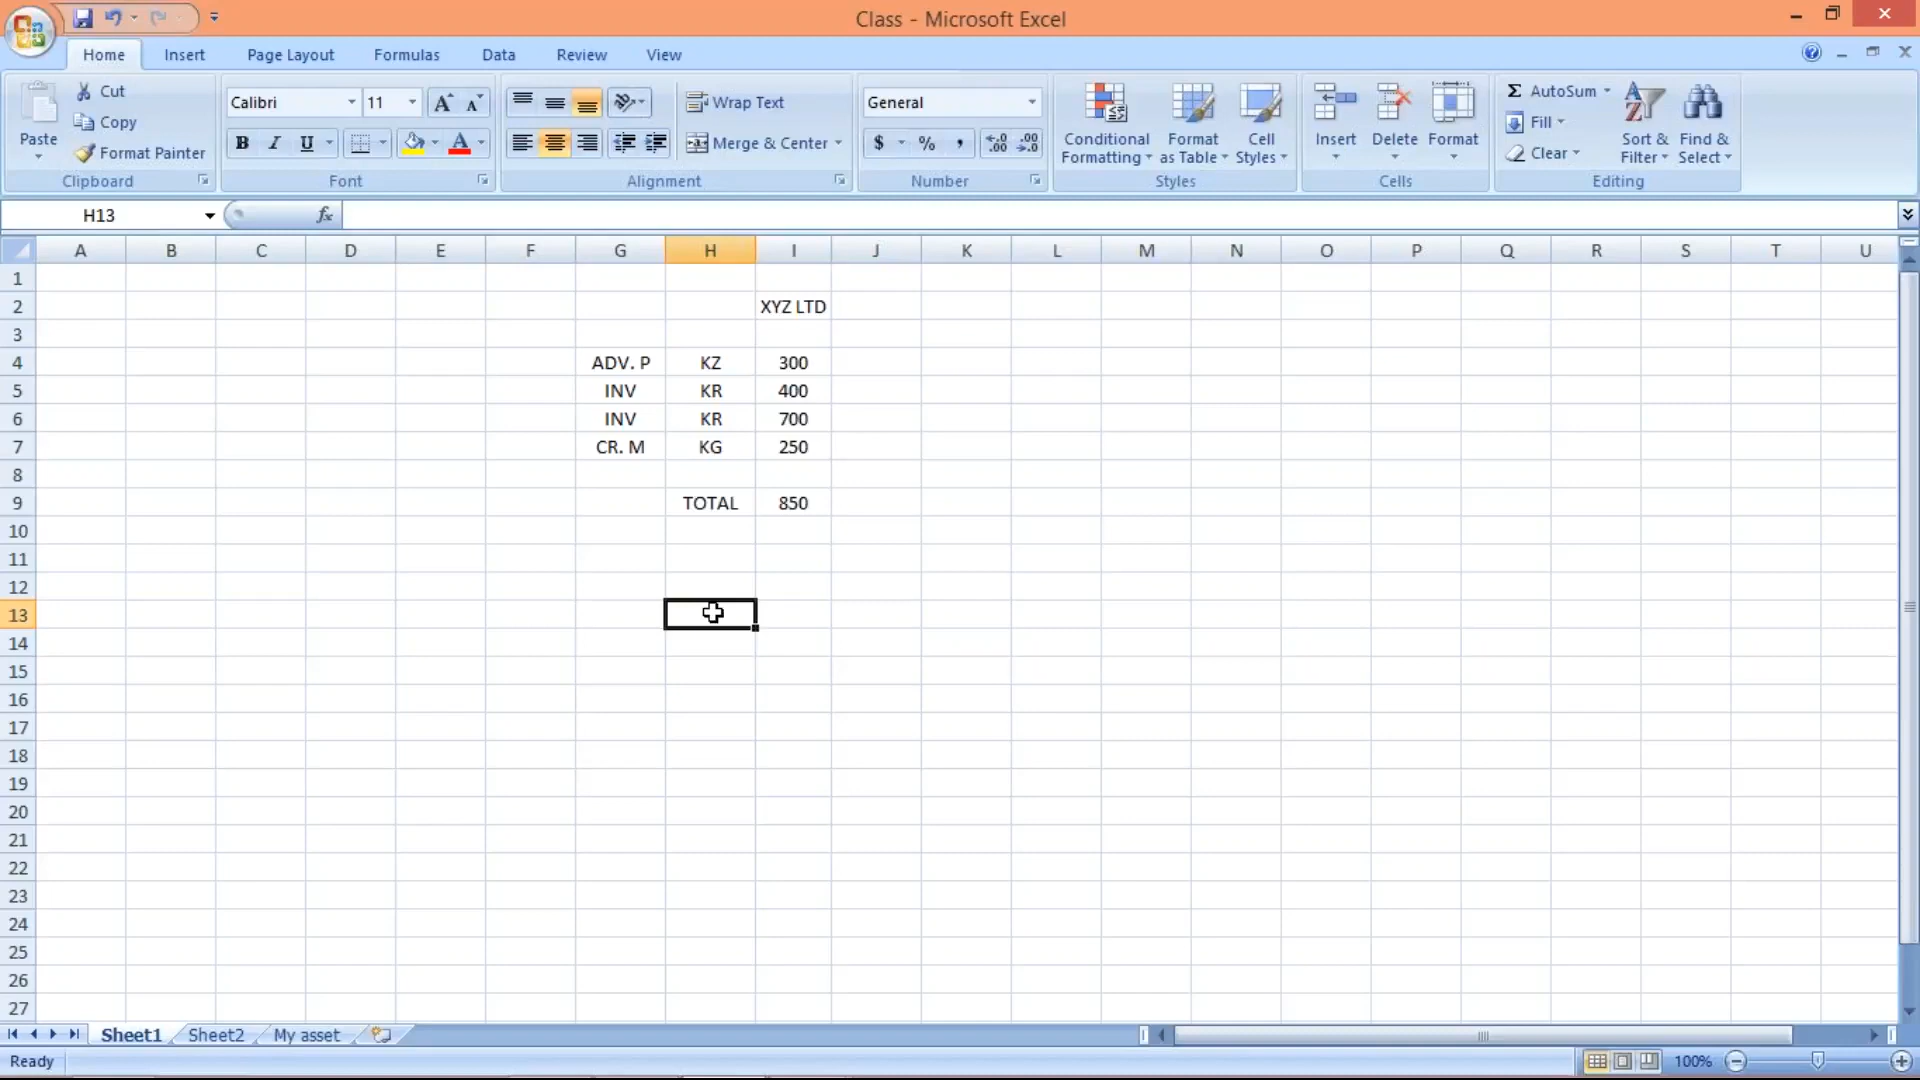 Class - Microsoft Excel
Home Insert Page Layout Formulas Data Review View
Paste
Cut
Copy
Format Painter
Clipboard
Calibri 11
B I U
Font
Wrap Text
Merge & Center
Alignment
General
$ % ,
Number
Conditional Formatting
Format as Table
Cell Styles
Styles
Insert Delete Format
Cells
Σ AutoSum
Fill
Clear
Sort & Filter
Find & Select
Editing
H13 fx
A B C D E F G H I J K L M N O P Q R S T U
1
2 XYZ LTD
3
4 ADV. P KZ 300
5 INV KR 400
6 INV KR 700
7 CR. M KG 250
8
9 TOTAL 850
10
11
12
13
14
15
16
17
18
19
20
21
22
23
24
25
26
27
Sheet1 Sheet2 My asset
Ready 100%